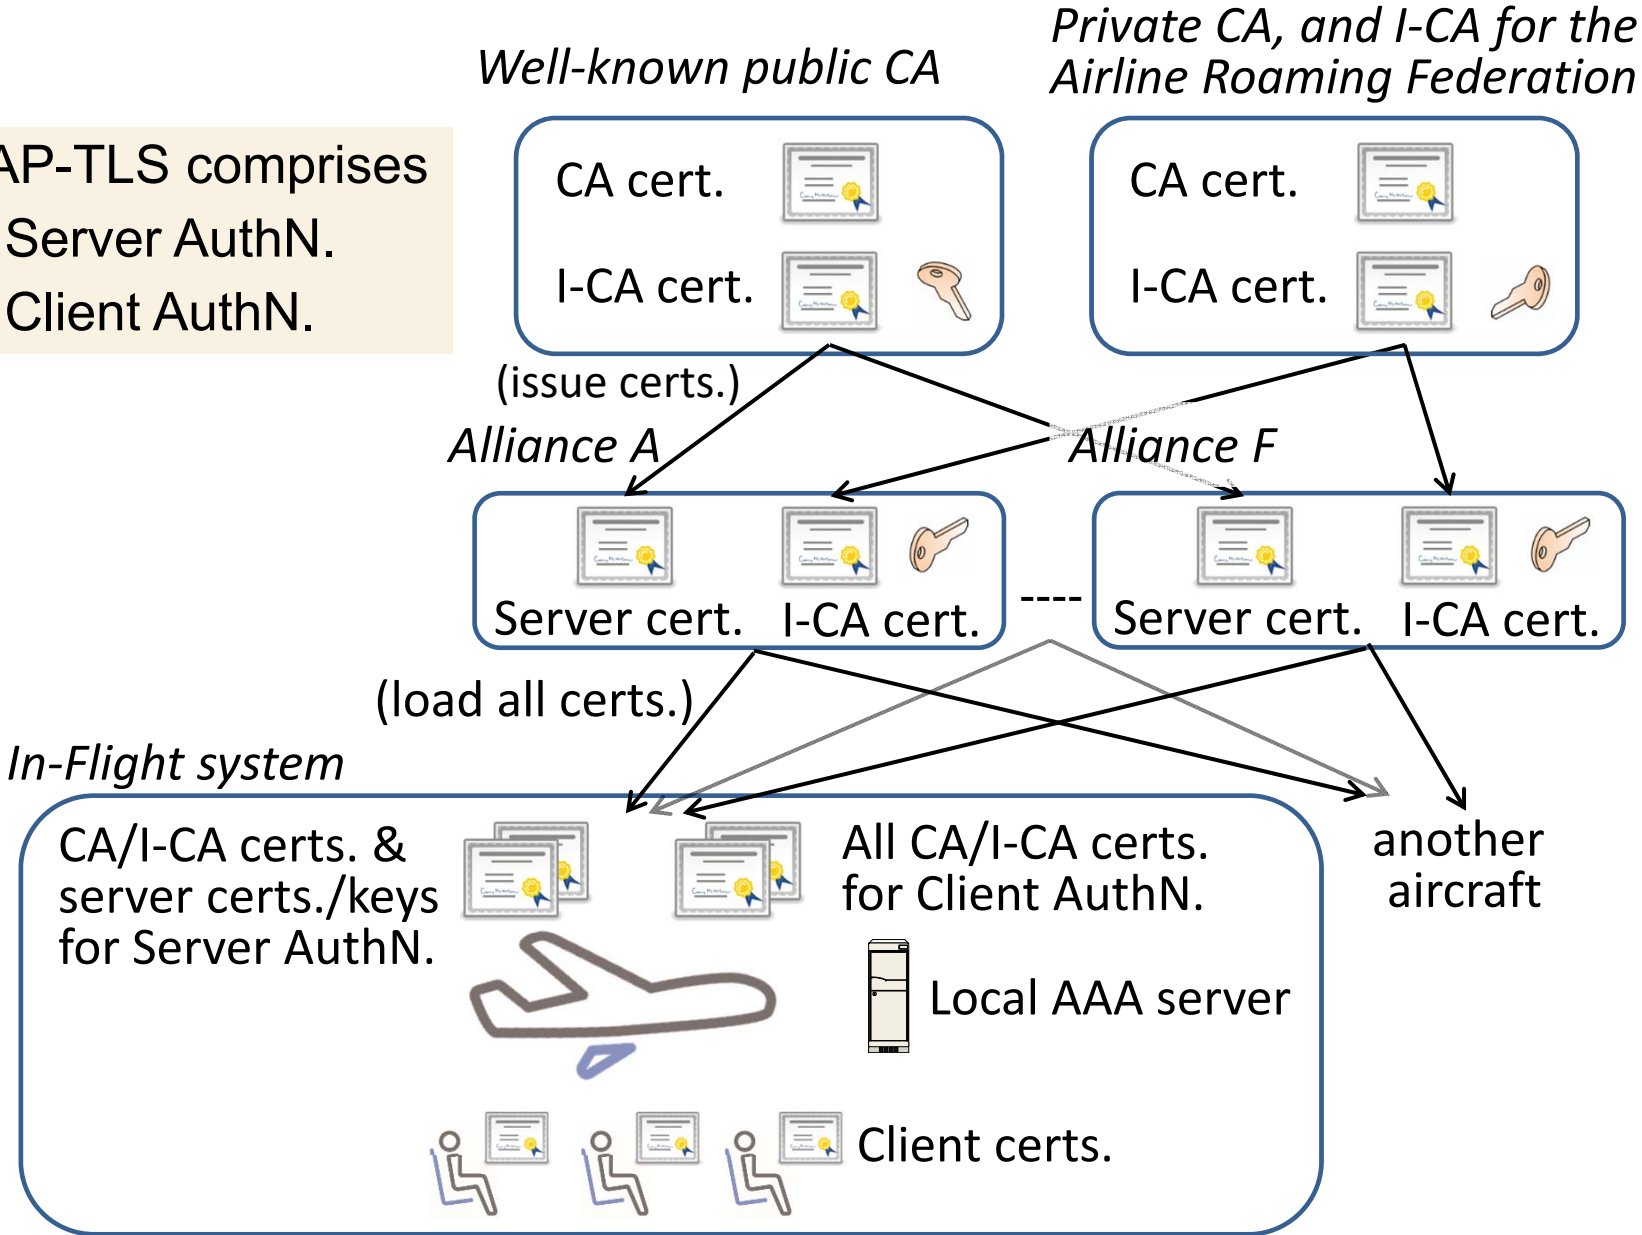 Private CA, and I-CA for the
Airline Roaming Federation
Well-known public CA
AP-TLS comprises
Server AuthN.
Client AuthN.
CA cert.
I-CA cert.
CA cert.
I-CA cert.
(issue certs.)
Alliance A
Alliance F
Server cert.
I-CA cert.
----
Server cert.
I-CA cert.
(load all certs.)
In-Flight system
CA/I-CA certs. &
server certs./keys
for Server AuthN.
All CA/I-CA certs.
for Client AuthN.
another
aircraft
Local AAA server
Client certs.